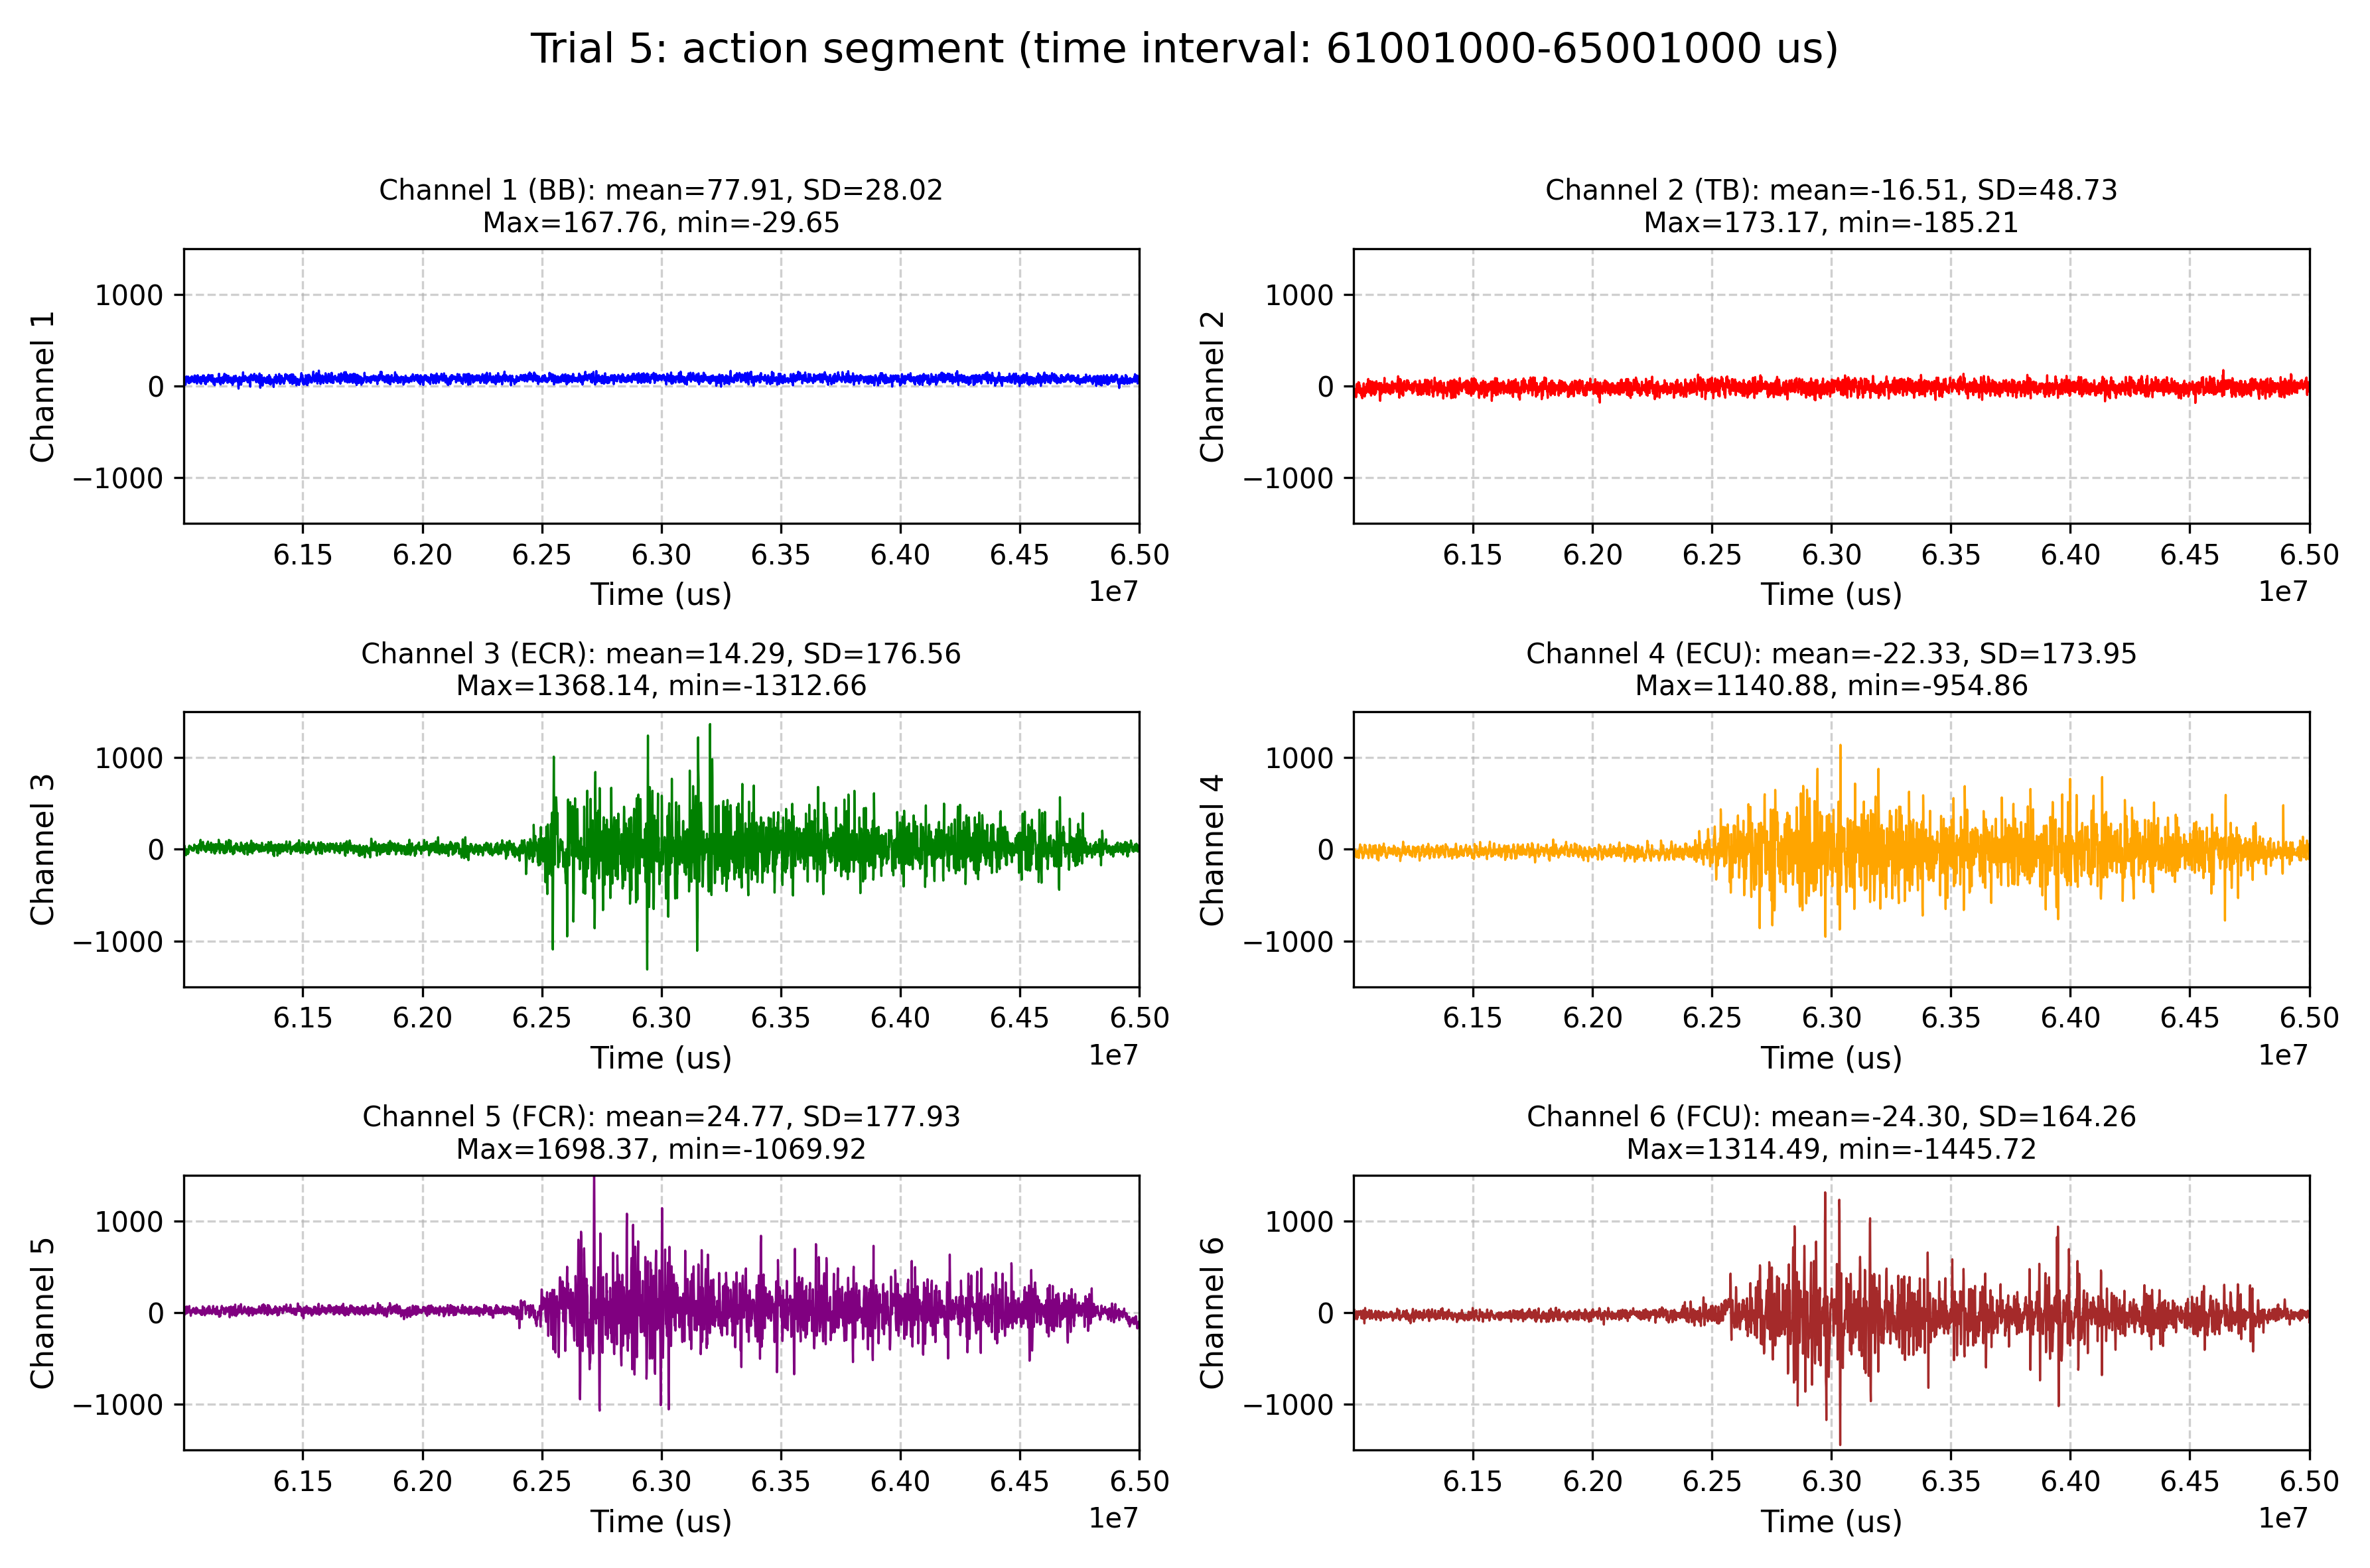 Trial 5: action segment (time interval: 61001000-65001000 us)
Channel 1 (BB): mean=77.91, SD=28.02
Max=167.76, min=-29.65
Channel 1
1000
0
−1000
6.15 6.20 6.25 6.30 6.35 6.40 6.45 6.50
Time (us)
1e7
Channel 2 (TB): mean=-16.51, SD=48.73
Max=173.17, min=-185.21
Channel 2
1000
0
−1000
6.15 6.20 6.25 6.30 6.35 6.40 6.45 6.50
Time (us)
1e7
Channel 3 (ECR): mean=14.29, SD=176.56
Max=1368.14, min=-1312.66
Channel 3
1000
0
−1000
6.15 6.20 6.25 6.30 6.35 6.40 6.45 6.50
Time (us)
1e7
Channel 4 (ECU): mean=-22.33, SD=173.95
Max=1140.88, min=-954.86
Channel 4
1000
0
−1000
6.15 6.20 6.25 6.30 6.35 6.40 6.45 6.50
Time (us)
1e7
Channel 5 (FCR): mean=24.77, SD=177.93
Max=1698.37, min=-1069.92
Channel 5
1000
0
−1000
6.15 6.20 6.25 6.30 6.35 6.40 6.45 6.50
Time (us)
1e7
Channel 6 (FCU): mean=-24.30, SD=164.26
Max=1314.49, min=-1445.72
Channel 6
1000
0
−1000
6.15 6.20 6.25 6.30 6.35 6.40 6.45 6.50
Time (us)
1e7